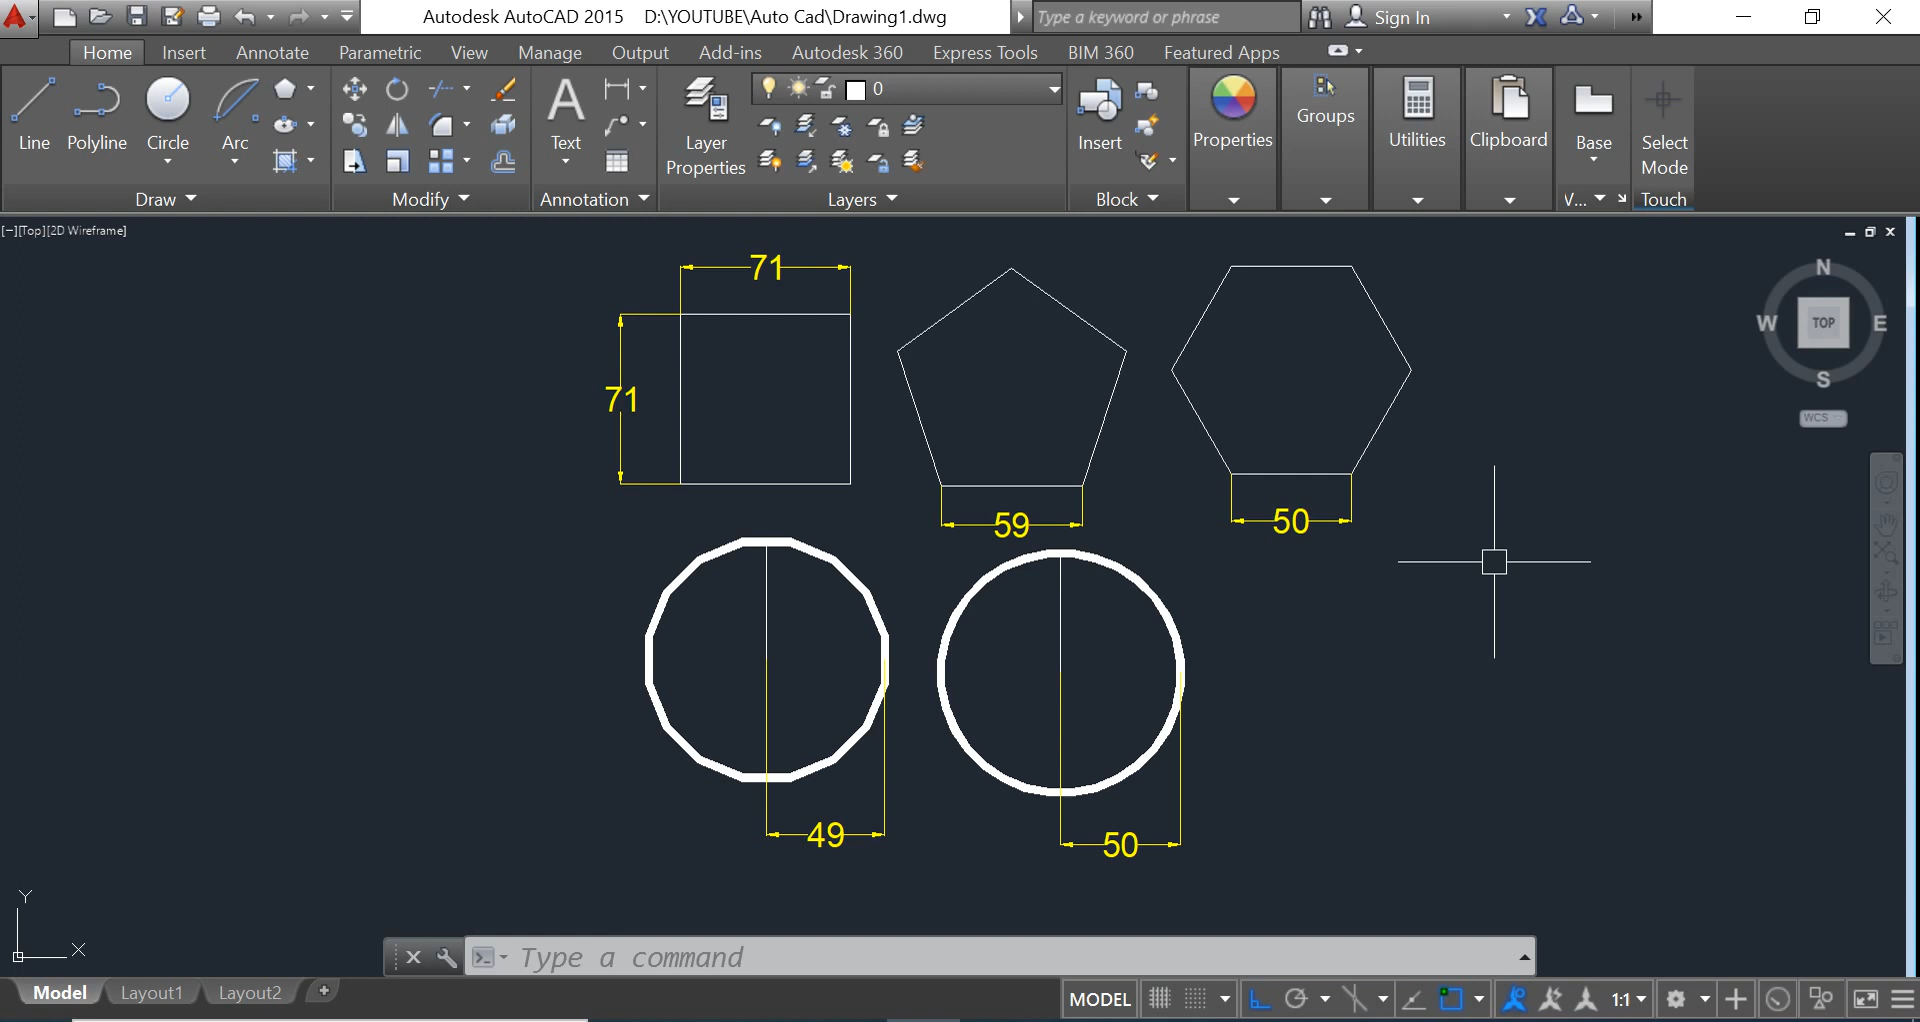 Autodesk AutoCAD 2015 D:\YOUTUBE\Auto Cad\Drawing1.dwg
Type a keyword or phrase
Sign In
Home Insert Annotate Parametric View Manage Output Add-ins Autodesk 360 Express Tools BIM 360 Featured Apps
Line Polyline Circle Arc
Text
Layer
Properties
0
Insert
Properties
Groups
Utilities
Clipboard
Base
Select
Mode
Draw Modify Annotation Layers Block V... Touch
[−][Top][2D Wireframe]
71
71
59
50
49
50
N
W TOP E
S
WCS
Y
X
Type a command
Model Layout1 Layout2
MODEL 1:1